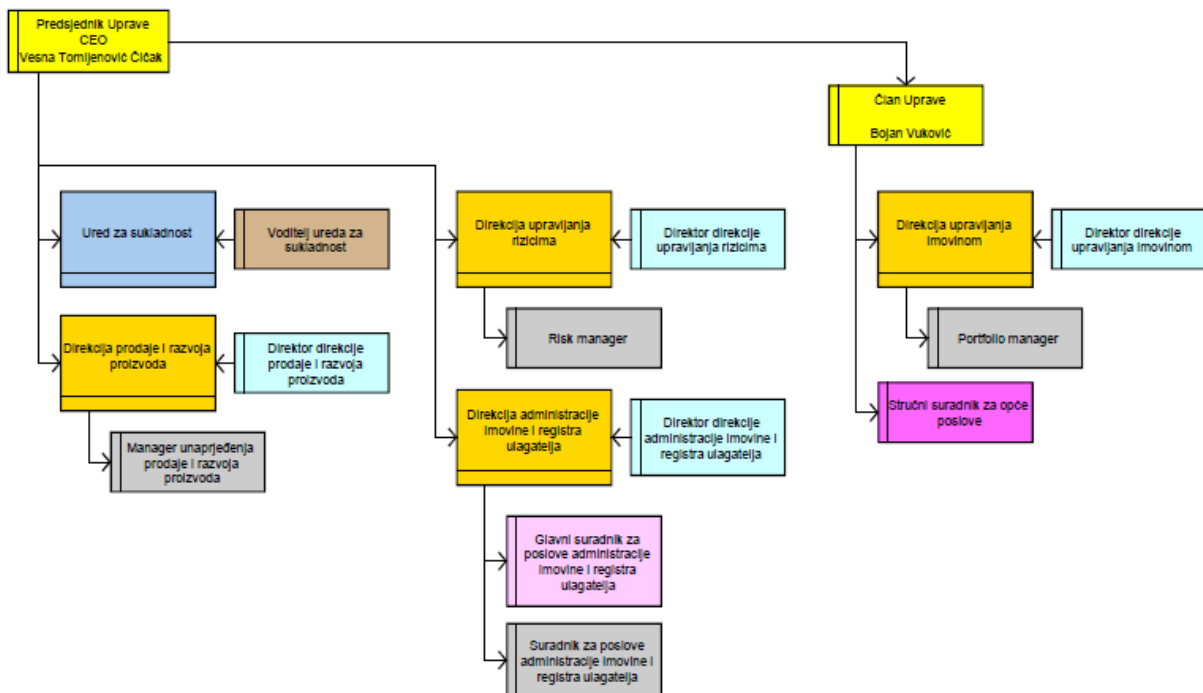 Predsjednik Uprave
CEO
Vesna Tomljenović Čičak
Član Uprave
Bojan Vuković
Ured za sukladnost
Voditelj ureda za
sukladnost
Direkcija upravljanja
rizicima
Direktor direkcije
upravljanja rizicima
Direkcija upravljanja
imovinom
Direktor direkcije
upravljanja imovinom
Risk manager
Portfolio manager
Direkcija prodaje i razvoja
proizvoda
Direktor direkcije
prodaje i razvoja
proizvoda
Manager unaprjeđenja
prodaje i razvoja
proizvoda
Direkcija administracije
imovine i registra
ulagatelja
Direktor direkcije
administracije imovine i
registra ulagatelja
Stručni suradnik za opće
poslove
Glavni suradnik za
poslove administracije
imovine i registra
ulagatelja
Suradnik za poslove
administracije imovine i
registra ulagatelja